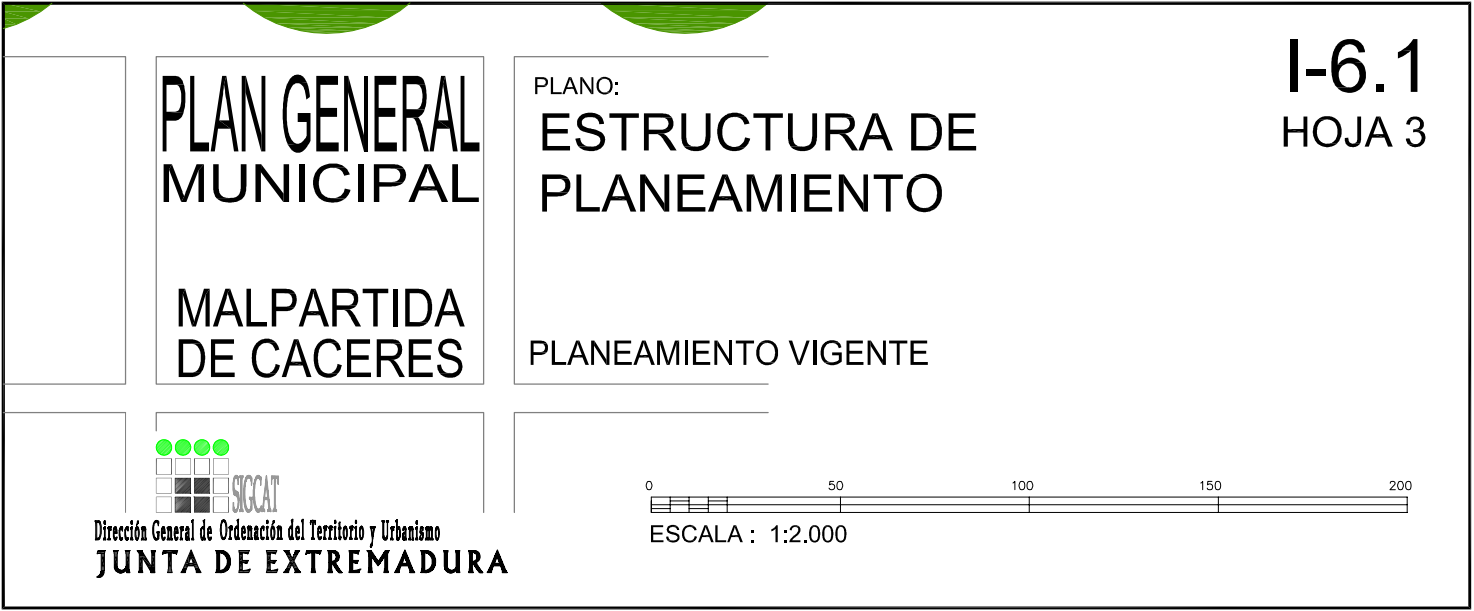 PLAN GENERAL
MUNICIPAL
MALPARTIDA
DE CACERES
PLANO:
ESTRUCTURA DE
PLANEAMIENTO
PLANEAMIENTO VIGENTE
I-6.1
HOJA 3
SIGCAT
Dirección General de Ordenación del Territorio y Urbanismo
JUNTA DE EXTREMADURA
0 50 100 150 200
ESCALA : 1:2.000